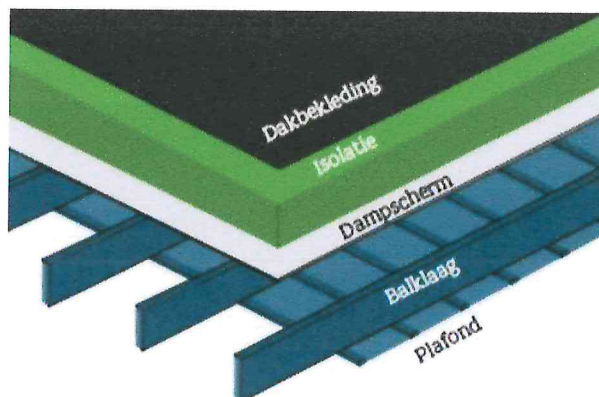 Dakbekleding
Isolatie
Dampscherm
Balklaag
Plafond